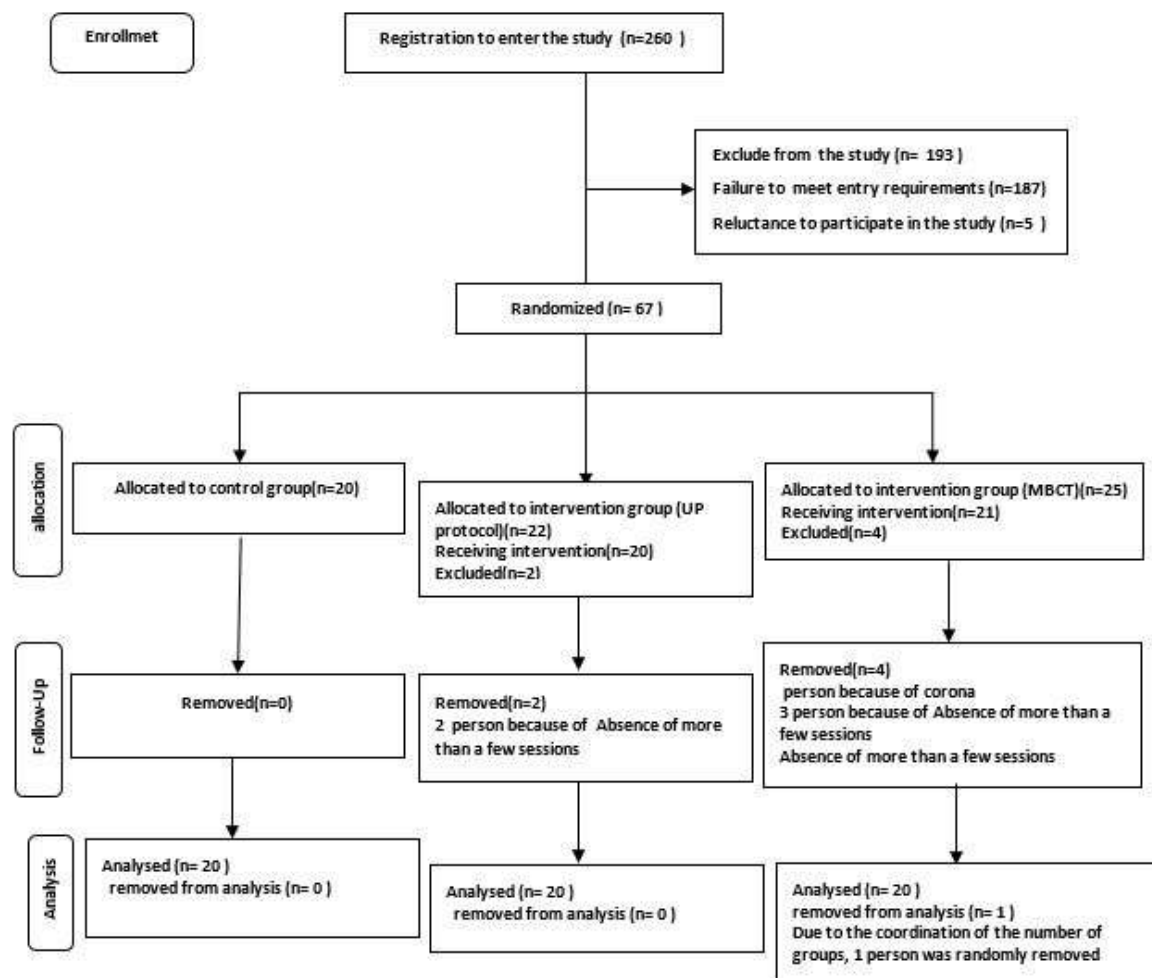 Enrollmet
Registration to enter the study (n=260 )
Exclude from the study (n= 193 )
Failure to meet entry requirements (n=187)
Reluctance to participate in the study (n=5 )
Randomized (n= 67 )
allocation
Allocated to control group(n=20)
Allocated to intervention group (UP
protocol)(n=22)
Receiving intervention(n=20)
Excluded(n=2)
Allocated to intervention group (MBCT)(n=25)
Receiving intervention(n=21)
Excluded(n=4)
Follow-Up
Removed(n=0)
Removed(n=2)
2 person because of Absence of more
than a few sessions
Removed(n=4)
person because of corona
3 person because of Absence of more than a
few sessions
Absence of more than a few sessions
Analysis
Analysed (n= 20 )
removed from analysis (n= 0 )
Analysed (n= 20 )
removed from analysis (n= 0 )
Analysed (n= 20 )
removed from analysis (n= 1 )
Due to the coordination of the number of
groups, 1 person was randomly removed